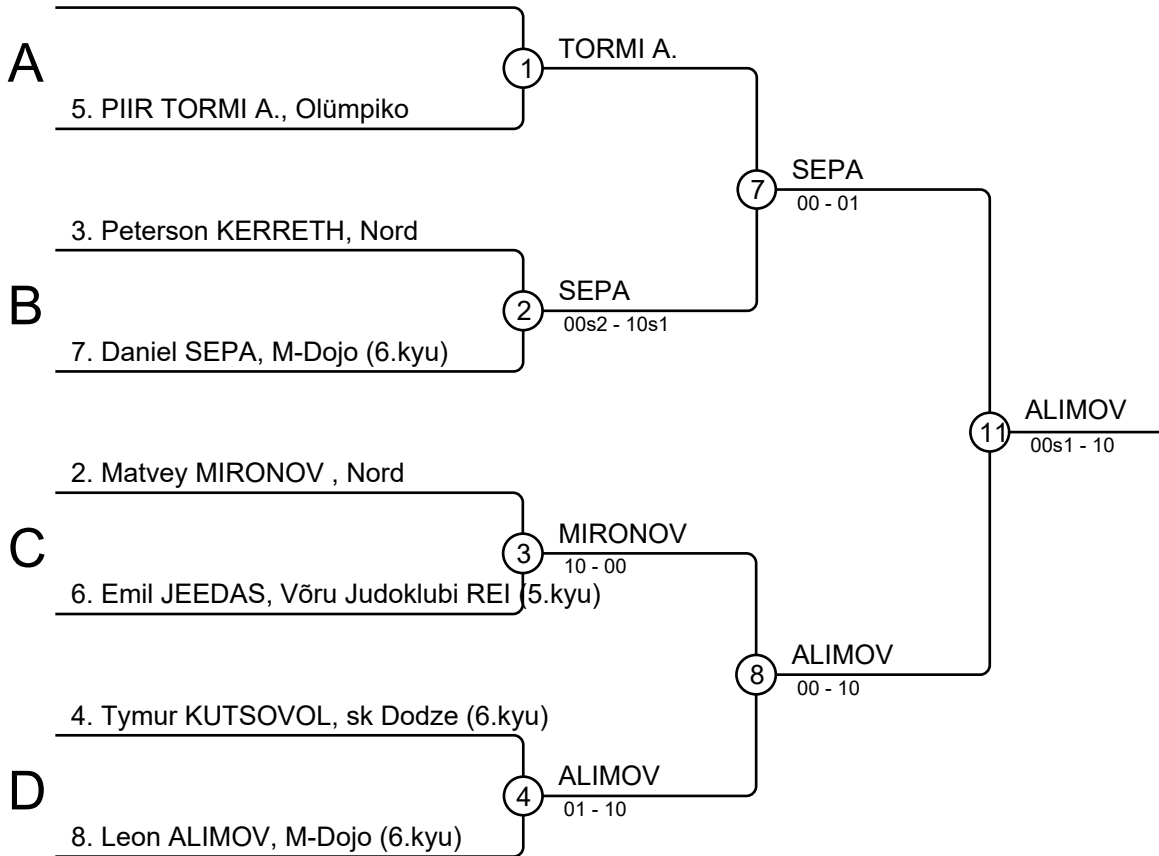 A
1
TORMI A.
5. PIIR TORMI A., Olümpiko
7
SEPA
00 - 01
3. Peterson KERRETH, Nord
B
2
SEPA
00s2 - 10s1
7. Daniel SEPA, M-Dojo (6.kyu)
11
ALIMOV
00s1 - 10
2. Matvey MIRONOV , Nord
C
3
MIRONOV
10 - 00
6. Emil JEEDAS, Võru Judoklubi REI (5.kyu)
8
ALIMOV
00 - 10
4. Tymur KUTSOVOL, sk Dodze (6.kyu)
D
4
ALIMOV
01 - 10
8. Leon ALIMOV, M-Dojo (6.kyu)